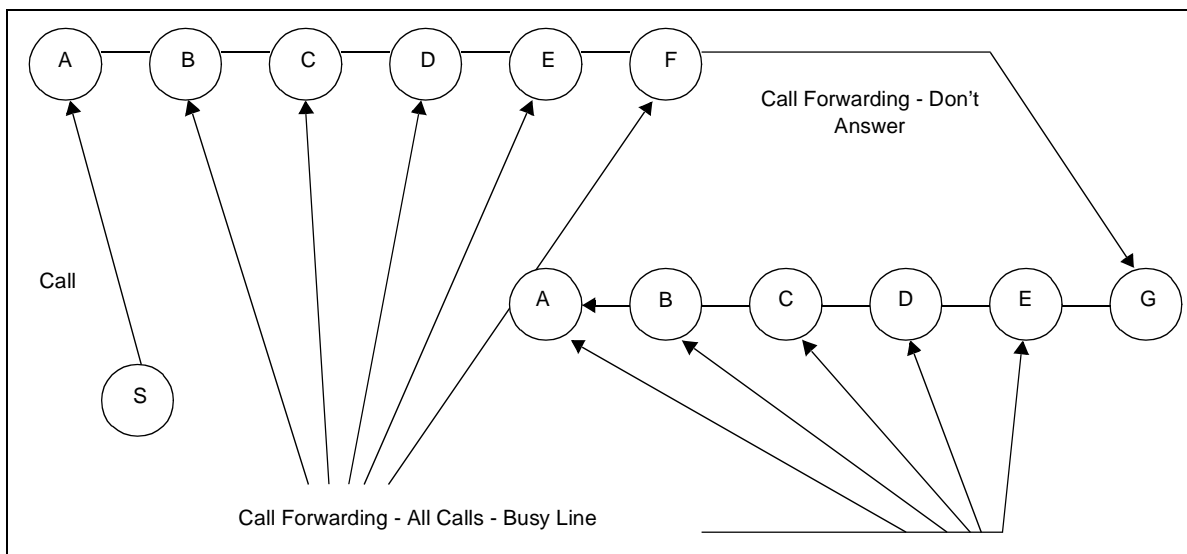 A B C D E F
Call Forwarding - Don't
Answer
Call
A B C D E G
S
Call Forwarding - All Calls - Busy Line